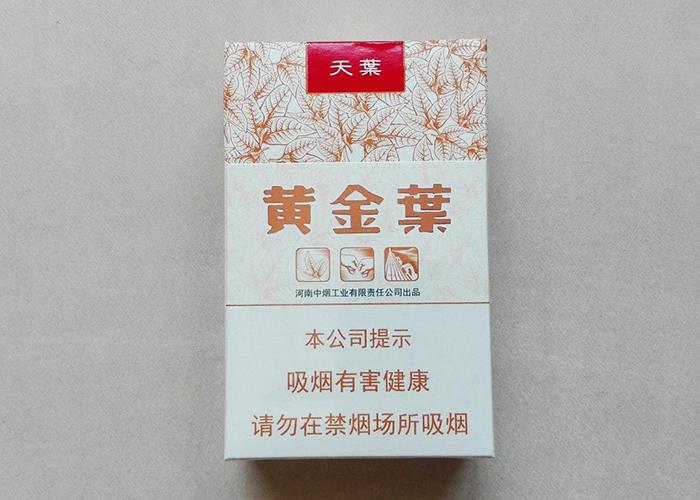 天葉
黄金葉
河南中烟工业有限责任公司出品
本公司提示
吸烟有害健康
请勿在禁烟场所吸烟